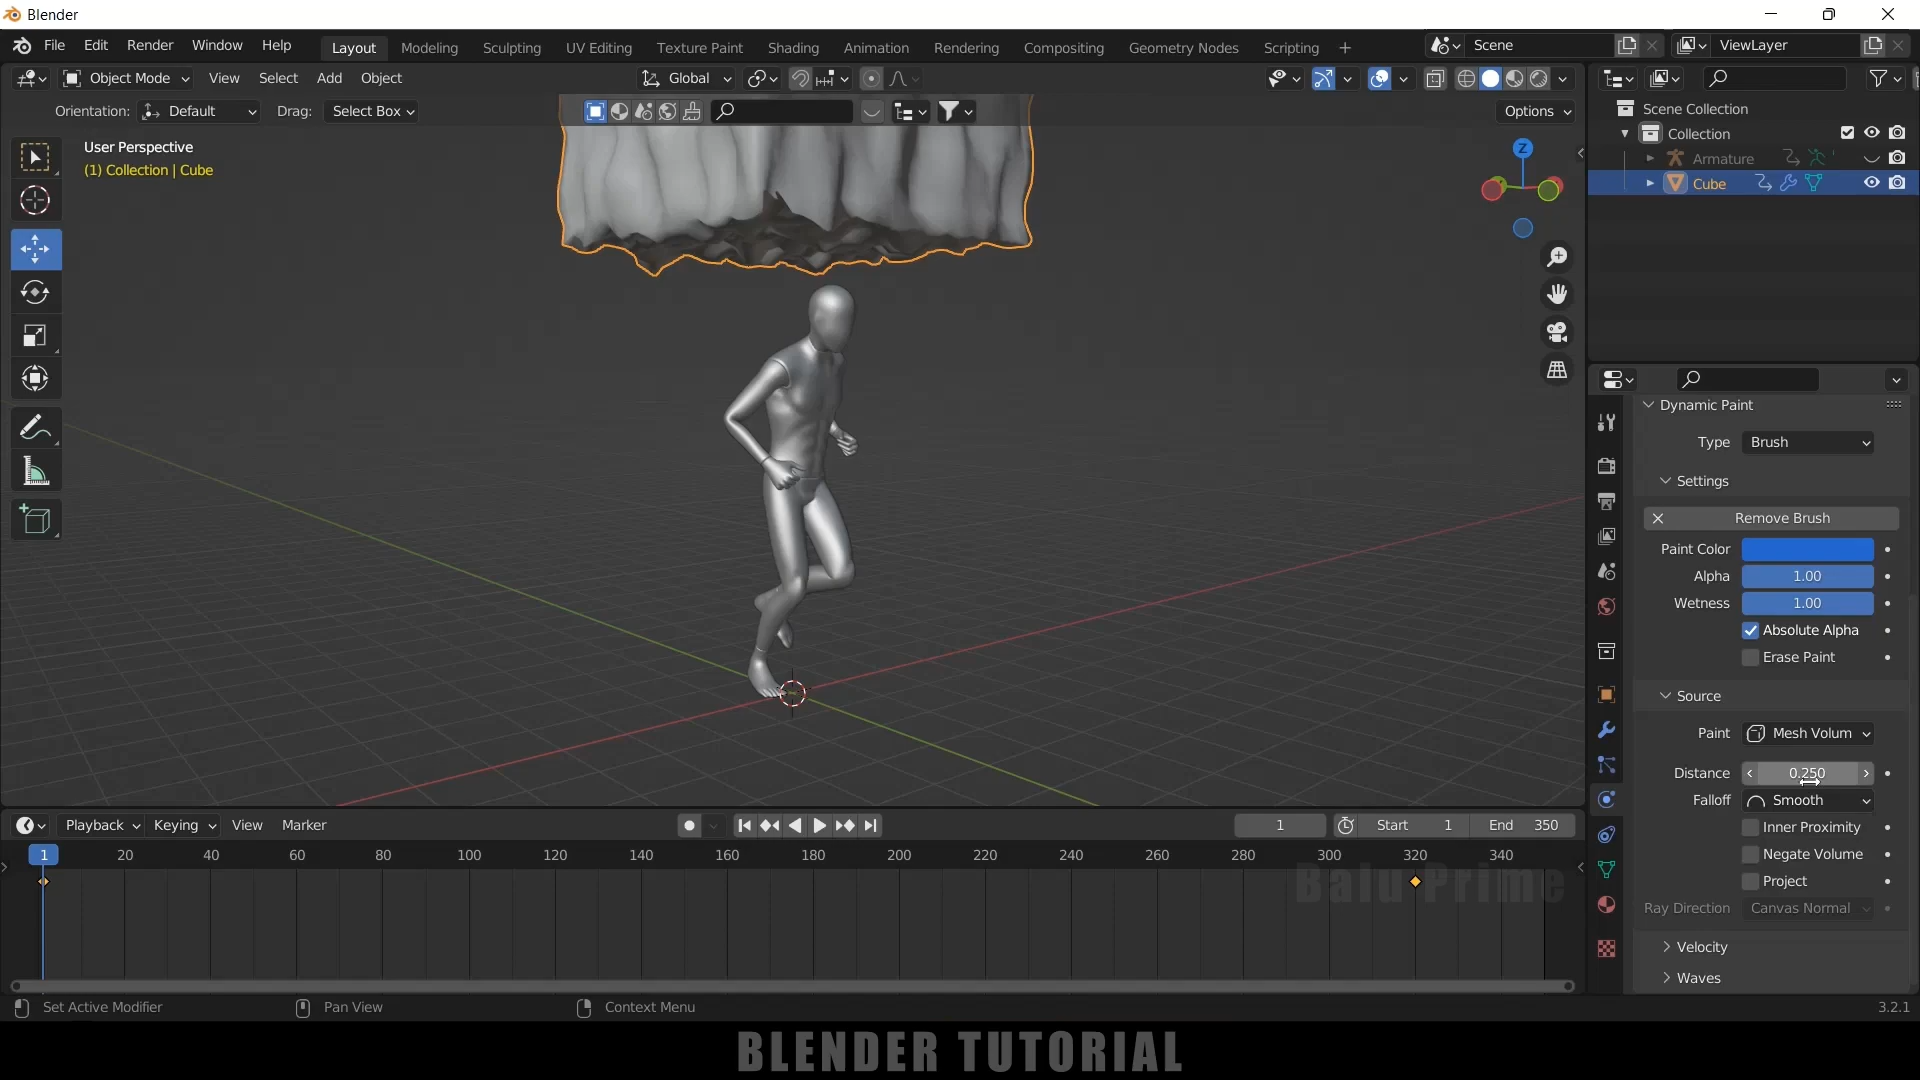 Blender
File Edit Render Window Help Layout Modeling Sculpting UV Editing Texture Paint Shading Animation Rendering Compositing Geometry Nodes Scripting + Scene ViewLayer
Object Mode View Select Add Object Global
Orientation: Default Drag: Select Box Options
User Perspective
(1) Collection | Cube
Z
Scene Collection
Collection
Armature
Cube
Dynamic Paint
Type Brush
Settings
Remove Brush
Paint Color
Alpha 1.00
Wetness 1.00
Absolute Alpha
Erase Paint
Source
Paint Mesh Volum
Distance 0.250
Falloff Smooth
Inner Proximity
Negate Volume
Project
Ray Direction Canvas Normal
Velocity
Waves
Playback Keying View Marker 1 Start 1 End 350
1 20 40 60 80 100 120 140 160 180 200 220 240 260 280 300 320 340
Balu Prime
Set Active Modifier Pan View Context Menu 3.2.1
BLENDER TUTORIAL